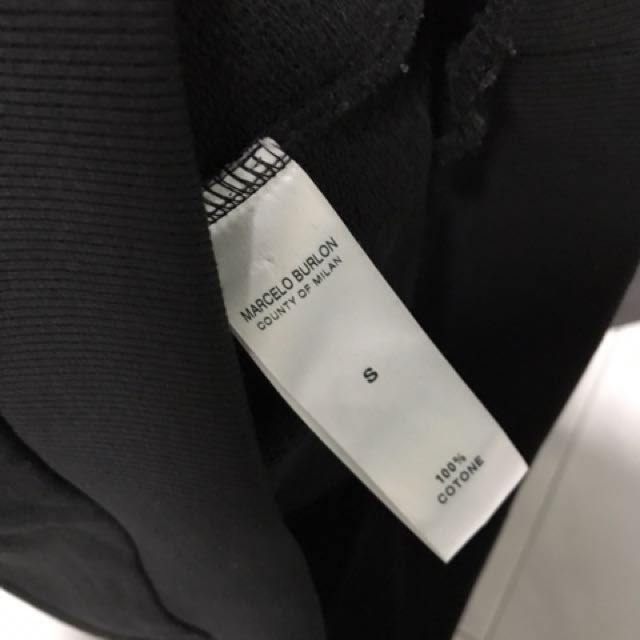 MARCELO BURLON
COUNTY OF MILAN
S
100%
COTONE